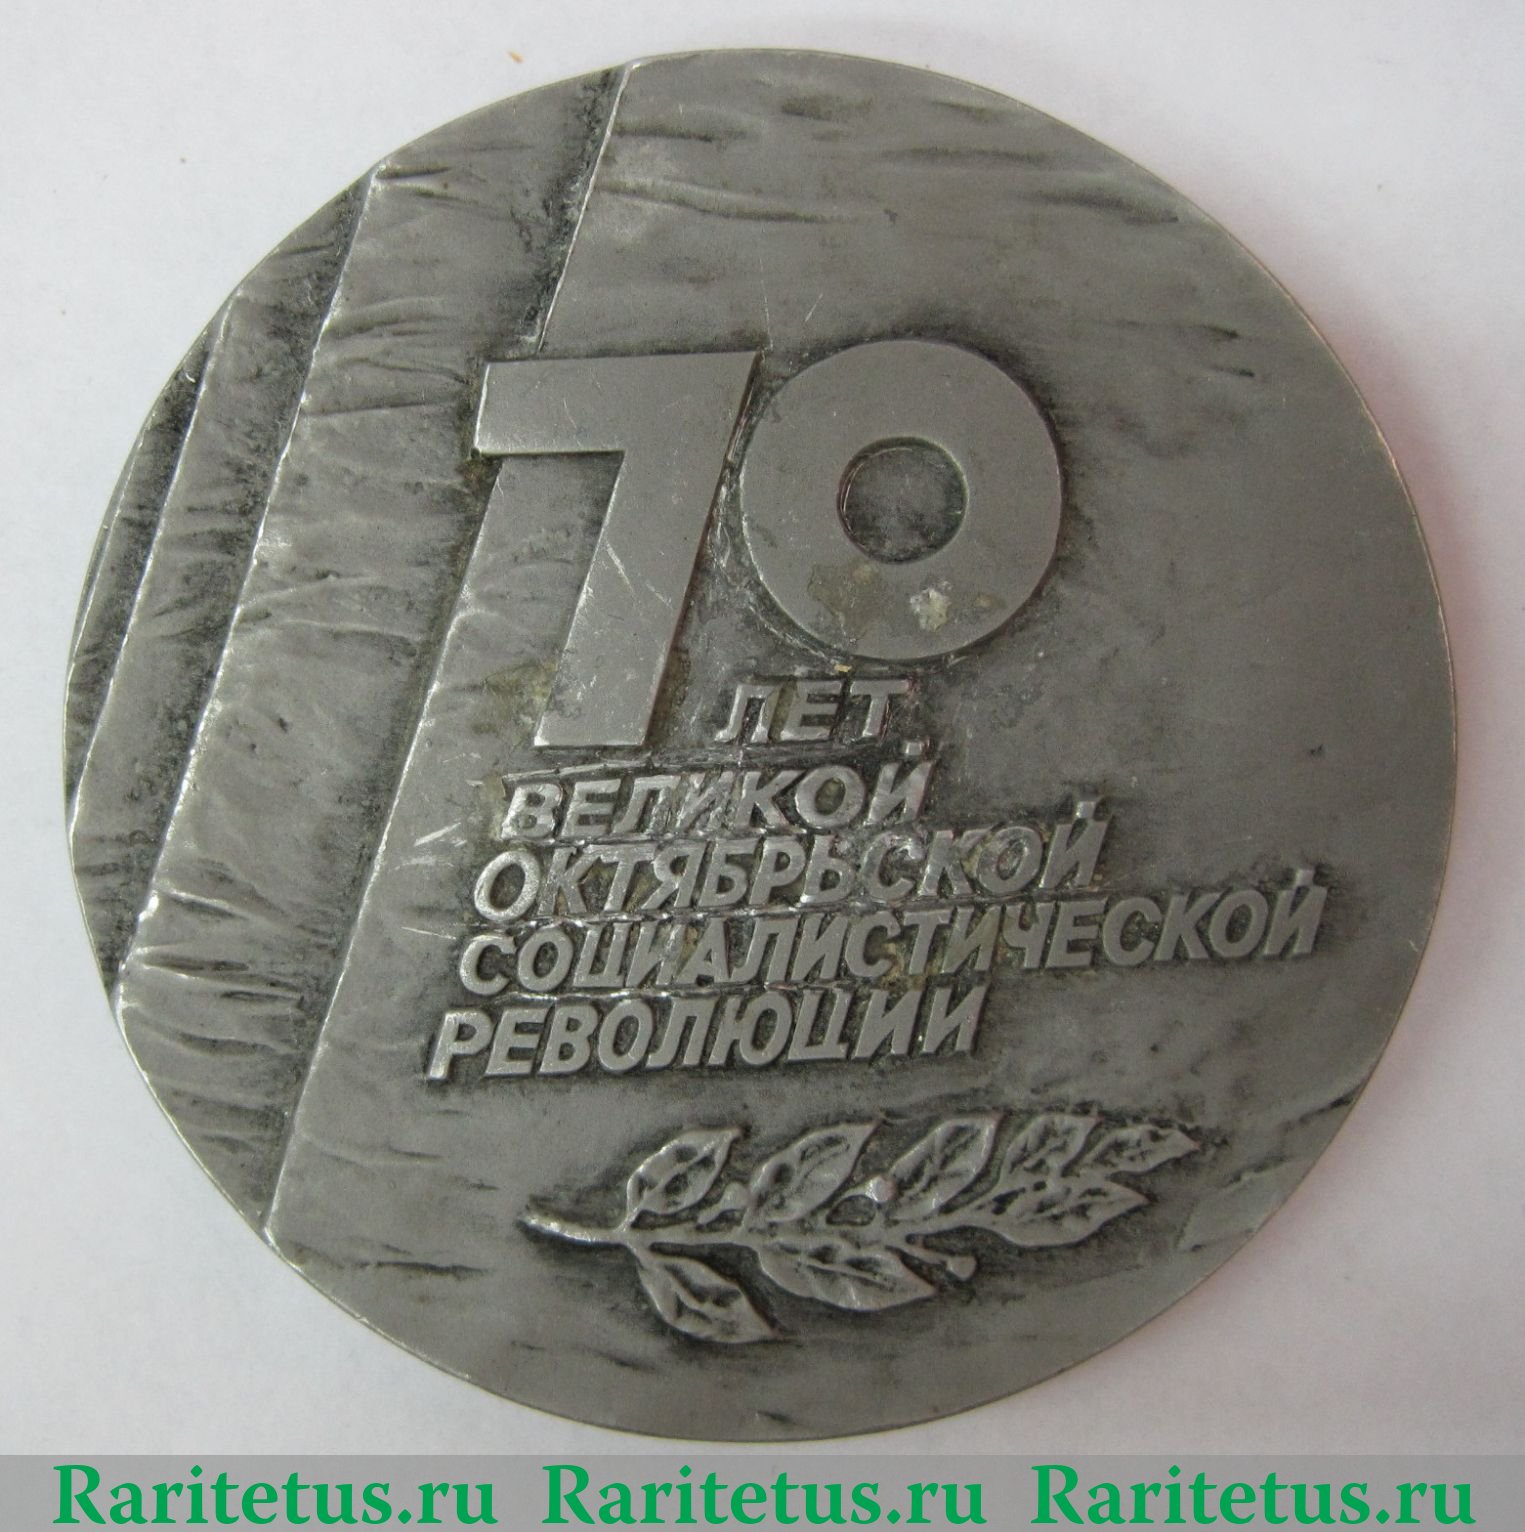 70
ЛЕТ
ВЕЛИКОЙ
ОКТЯБРЬСКОЙ
СОЦИАЛИСТИЧЕСКОЙ
РЕВОЛЮЦИИ
Raritetus.ru Raritetus.ru Raritetus.ru